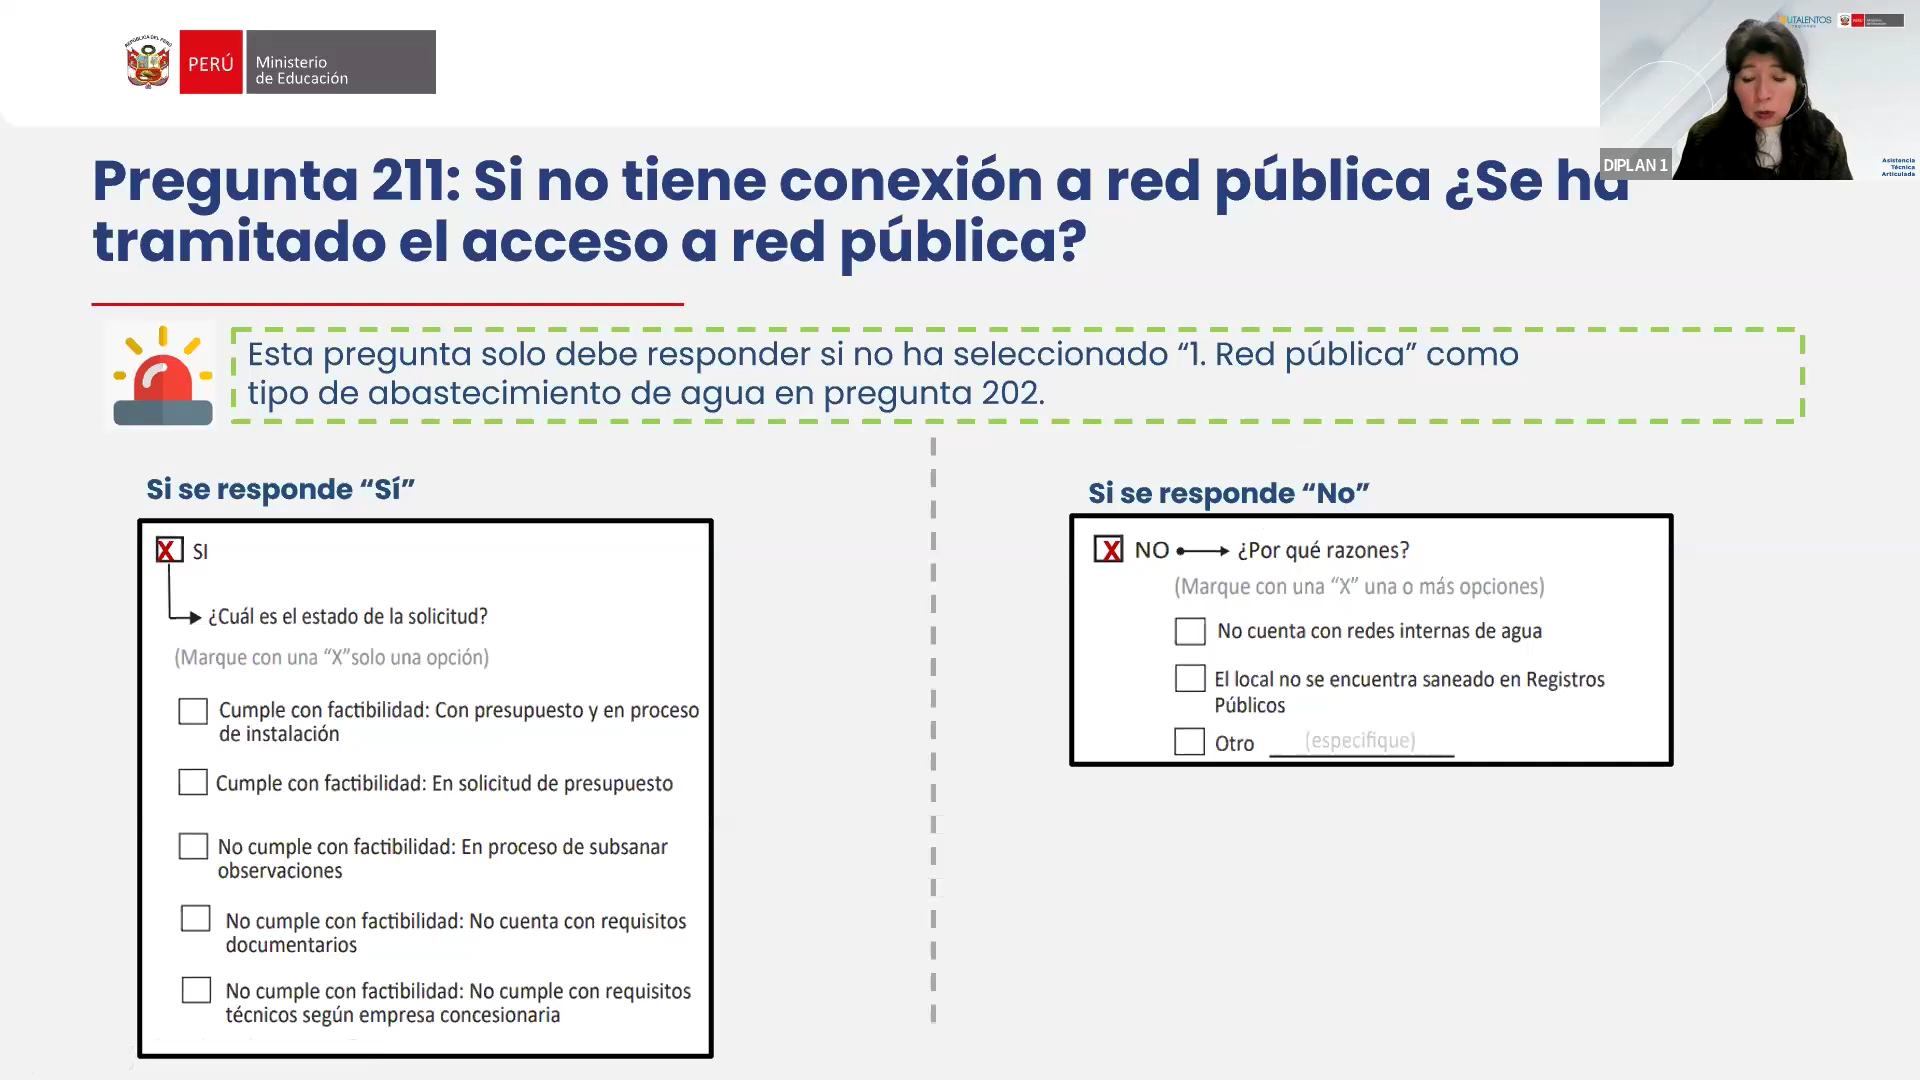 PERÚ
Ministerio
de Educación
DIPLAN 1
Asistencia
Técnica
Articulada
Pregunta 211: Si no tiene conexión a red pública ¿Se ha
tramitado el acceso a red pública?
Esta pregunta solo debe responder si no ha seleccionado “1. Red pública” como
tipo de abastecimiento de agua en pregunta 202.
Si se responde “Sí”
X SI
¿Cuál es el estado de la solicitud?
(Marque con una “X”solo una opción)
Cumple con factibilidad: Con presupuesto y en proceso
de instalación
Cumple con factibilidad: En solicitud de presupuesto
No cumple con factibilidad: En proceso de subsanar
observaciones
No cumple con factibilidad: No cuenta con requisitos
documentarios
No cumple con factibilidad: No cumple con requisitos
técnicos según empresa concesionaria
Si se responde “No”
X NO ¿Por qué razones?
(Marque con una “X” una o más opciones)
No cuenta con redes internas de agua
El local no se encuentra saneado en Registros
Públicos
Otro (especifique)